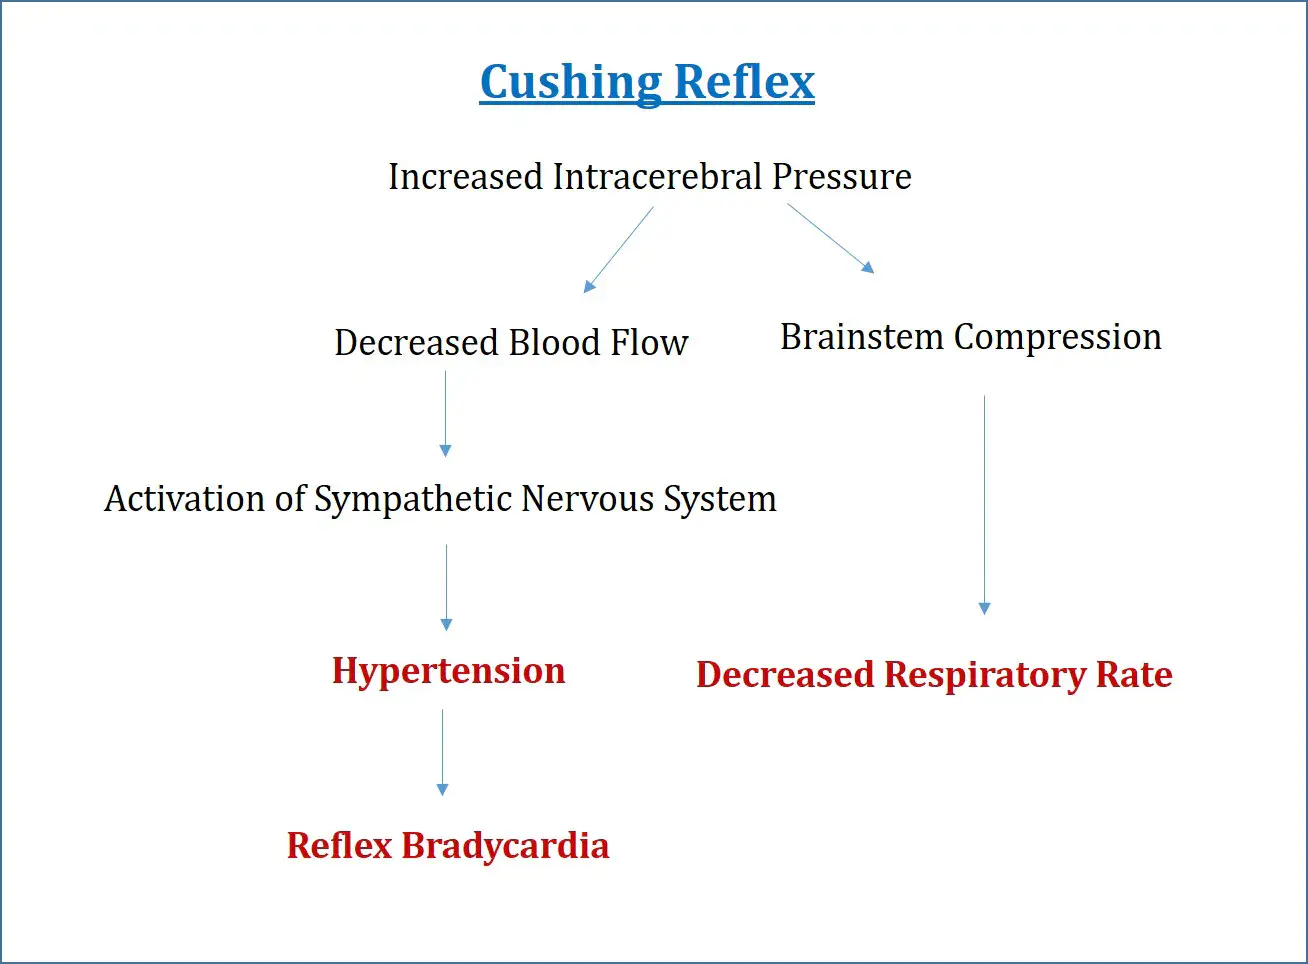 Cushing Reflex
Increased Intracerebral Pressure
Decreased Blood Flow
Brainstem Compression
Activation of Sympathetic Nervous System
Hypertension
Decreased Respiratory Rate
Reflex Bradycardia